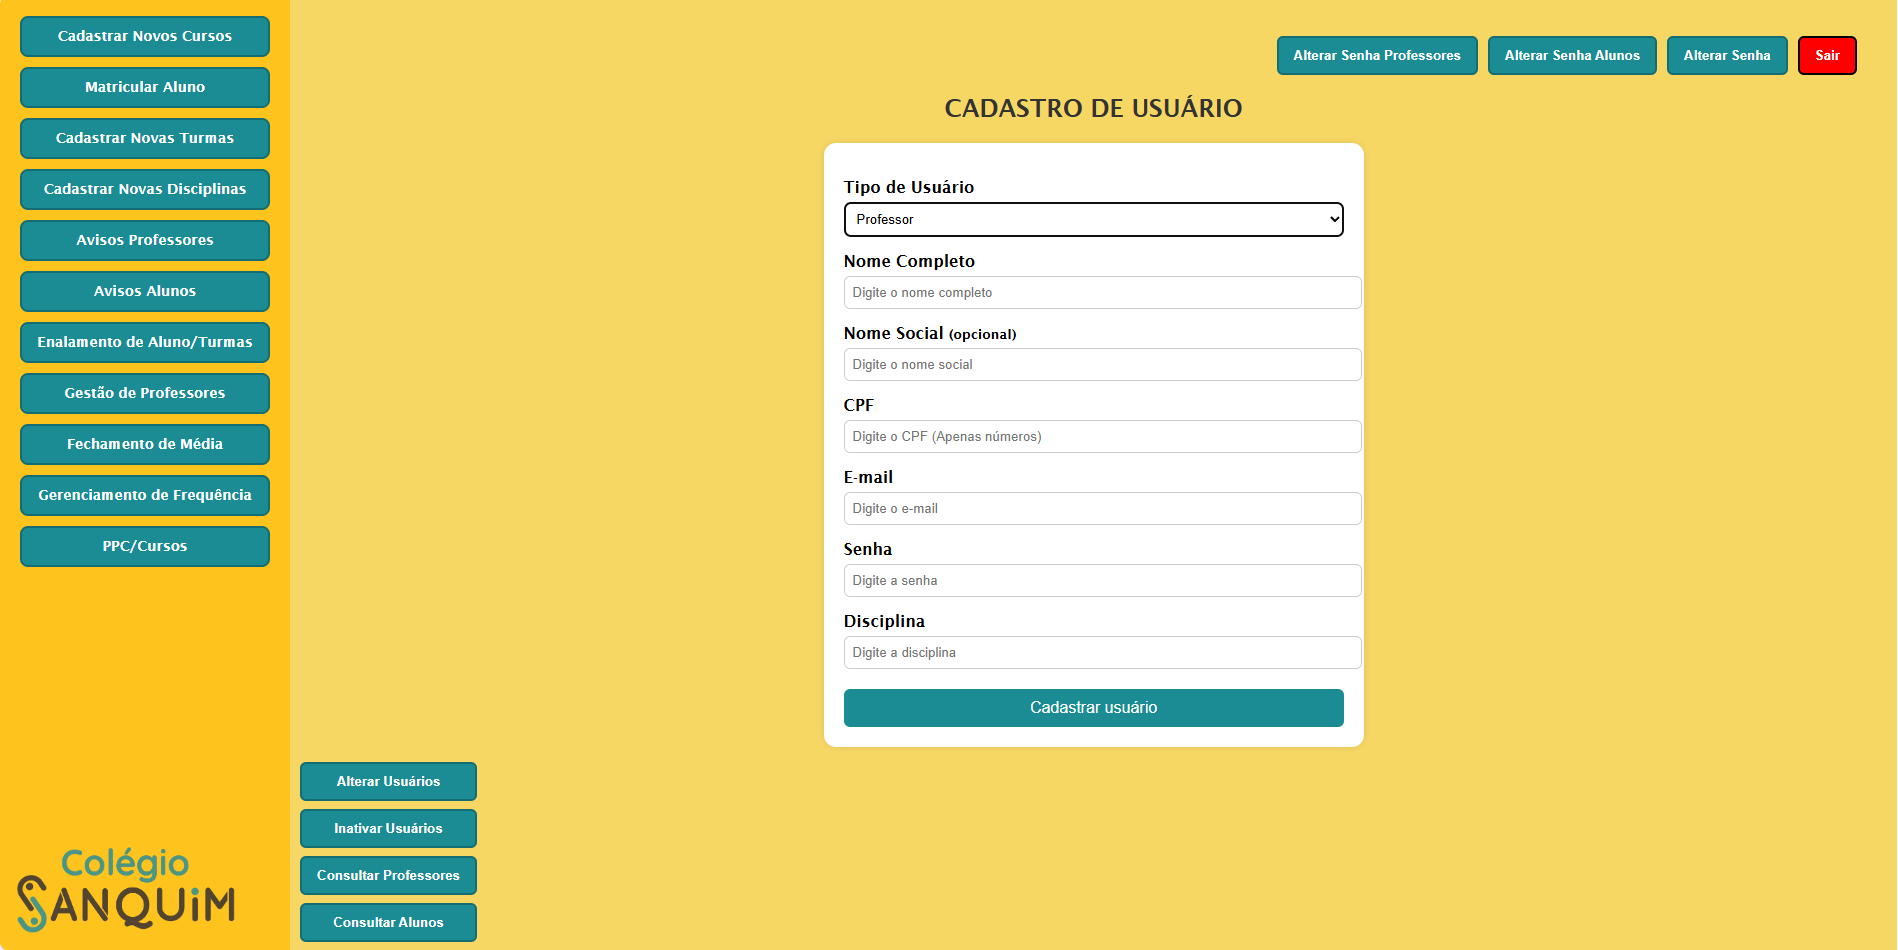 Cadastrar Novos Cursos
Matricular Aluno
Cadastrar Novas Turmas
Cadastrar Novas Disciplinas
Avisos Professores
Avisos Alunos
Enalamento de Aluno/Turmas
Gestão de Professores
Fechamento de Média
Gerenciamento de Frequência
PPC/Cursos
Colégio
SANQUiM
Alterar Senha Professores
Alterar Senha Alunos
Alterar Senha
Sair
CADASTRO DE USUÁRIO
Tipo de Usuário
Professor
Nome Completo
Digite o nome completo
Nome Social (opcional)
Digite o nome social
CPF
Digite o CPF (Apenas números)
E-mail
Digite o e-mail
Senha
Digite a senha
Disciplina
Digite a disciplina
Cadastrar usuário
Alterar Usuários
Inativar Usuários
Consultar Professores
Consultar Alunos